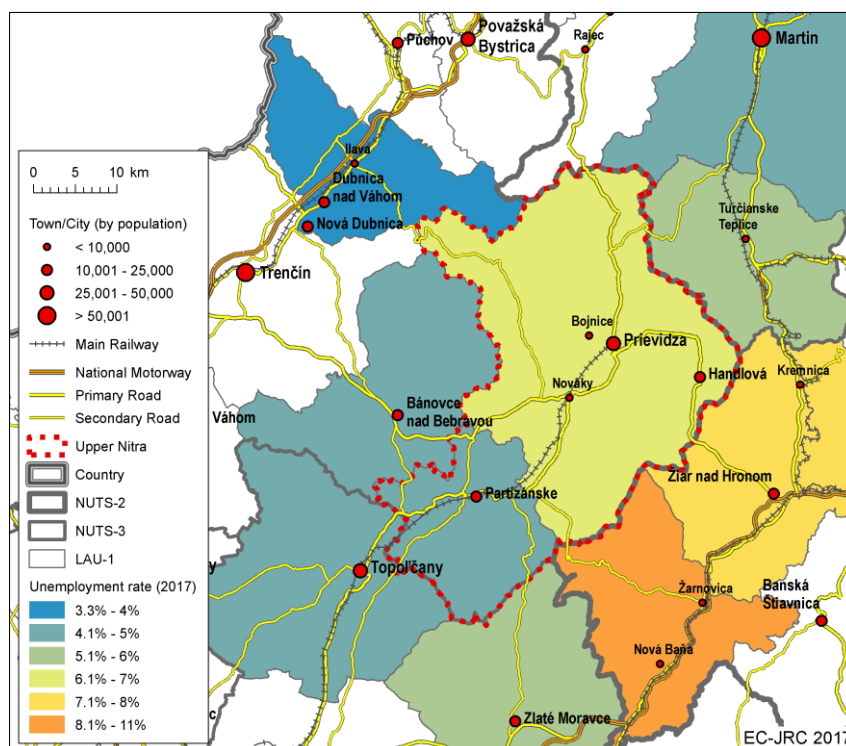 Považská
Bystrica
Púchov
Rajec
Martin
0 5 10 km
Town/City (by population)
< 10,000
10,001 - 25,000
25,001 - 50,000
> 50,001
Main Railway
National Motorway
Primary Road
Secondary Road
Upper Nitra
Country
NUTS-2
NUTS-3
LAU-1
Unemployment rate (2017)
3.3% - 4%
4.1% - 5%
5.1% - 6%
6.1% - 7%
7.1% - 8%
8.1% - 11%
Ilava
Dubnica
nad Váhom
Nová Dubnica
Trenčín
Turčianske
Teplice
Bojnice
Prievidza
Handlová
Kremnica
Nováky
Váhom
Bánovce
nad Bebravou
Žiar nad Hronom
Partizánske
y
Topoľčany
Žarnovica
Banská
Štiavnica
Nová Baňa
c
Zlaté Moravce
EC-JRC 2017